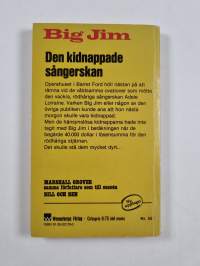 Big Jim
Den kidnappade
sångerskan
Operahuset i Barret Ford höll nästan på att
rämna vid de våldsamma ovationer som mötte
den vackra, rödhåriga sångerskan Adele
Lorraine. Varken Big Jim eller någon av den
övriga publiken kunde ana att hon nästa
morgon skulle vara kidnappad.
Men de hänsynslösa kidnapparna hade inte
tagit med Big Jim i beräkningen när de
begärde 40.000 dollar i lösensumma för den
rödhåriga stjärnan.
Det skulle stå dem mycket dyrt...
MARSHALL GROVER
samma författare som till succén
BILL OCH BEN
Wennerbergs Förlag
Nr. 56